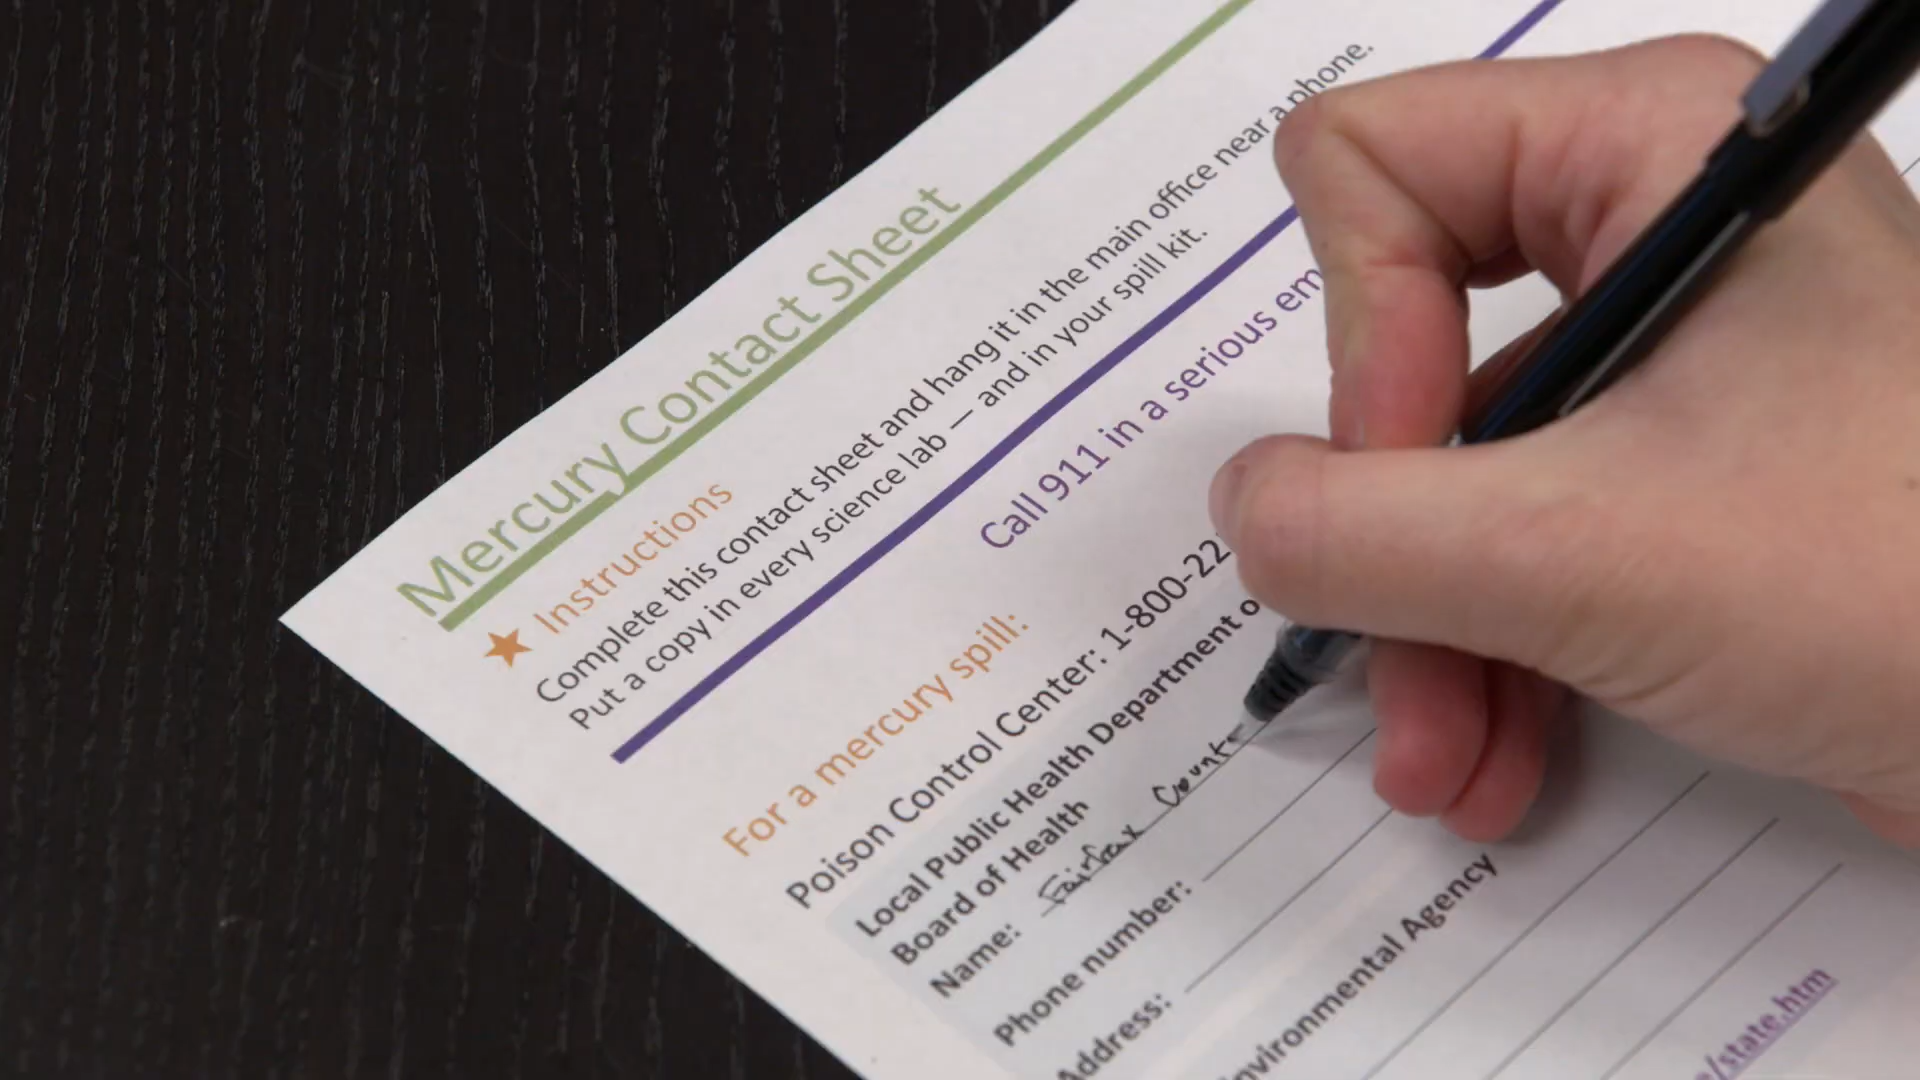 Mercury Contact Sheet
Instructions
Complete this contact sheet and hang it in the main office near a phone.
Put a copy in every science lab — and in your spill kit.
Call 911 in a serious em
For a mercury spill:
Poison Control Center: 1-800-22
Local Public Health Department o
Board of Health
Name: Fairfax Count
Phone number:
Address:
nvironmental Agency
/state.htm